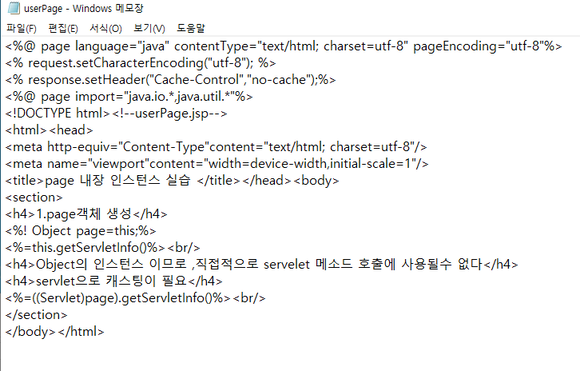 userPage - Windows 메모장
파일(F) 편집(E) 서식(O) 보기(V) 도움말
<%@ page language="java" contentType="text/html; charset=utf-8" pageEncoding="utf-8"%>
<% request.setCharacterEncoding("utf-8"); %>
<% response.setHeader("Cache-Control","no-cache");%>
<%@ page import="java.io.*,java.util.*"%>
<!DOCTYPE html><!--userPage.jsp-->
<html><head>
<meta http-equiv="Content-Type"content="text/html; charset=utf-8"/>
<meta name="viewport"content="width=device-width,initial-scale=1"/>
<title>page 내장 인스턴스 실습 </title></head><body>
<section>
<h4>1.page객체 생성</h4>
<%! Object page=this;%>
<%=this.getServletInfo()%><br/>
<h4>Object의 인스턴스 이므로 ,직접적으로 servelet 메소드 호출에 사용될수 없다</h4>
<h4>servlet으로 캐스팅이 필요</h4>
<%=((Servlet)page).getServletInfo()%><br/>
</section>
</body></html>